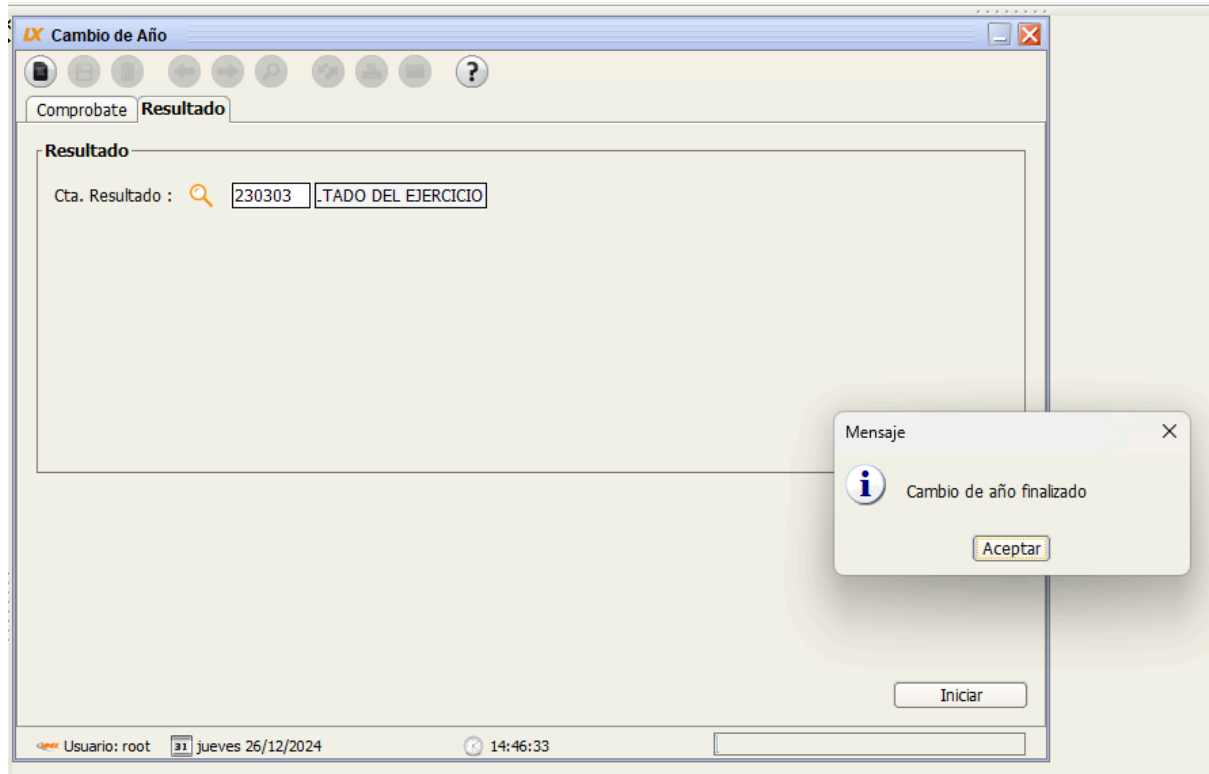 LX Cambio de Año
?
Comprobate Resultado
Resultado
Cta. Resultado : 230303 .TADO DEL EJERCICIO
Mensaje
i Cambio de año finalizado
Aceptar
Iniciar
Usuario: root 31 jueves 26/12/2024 14:46:33